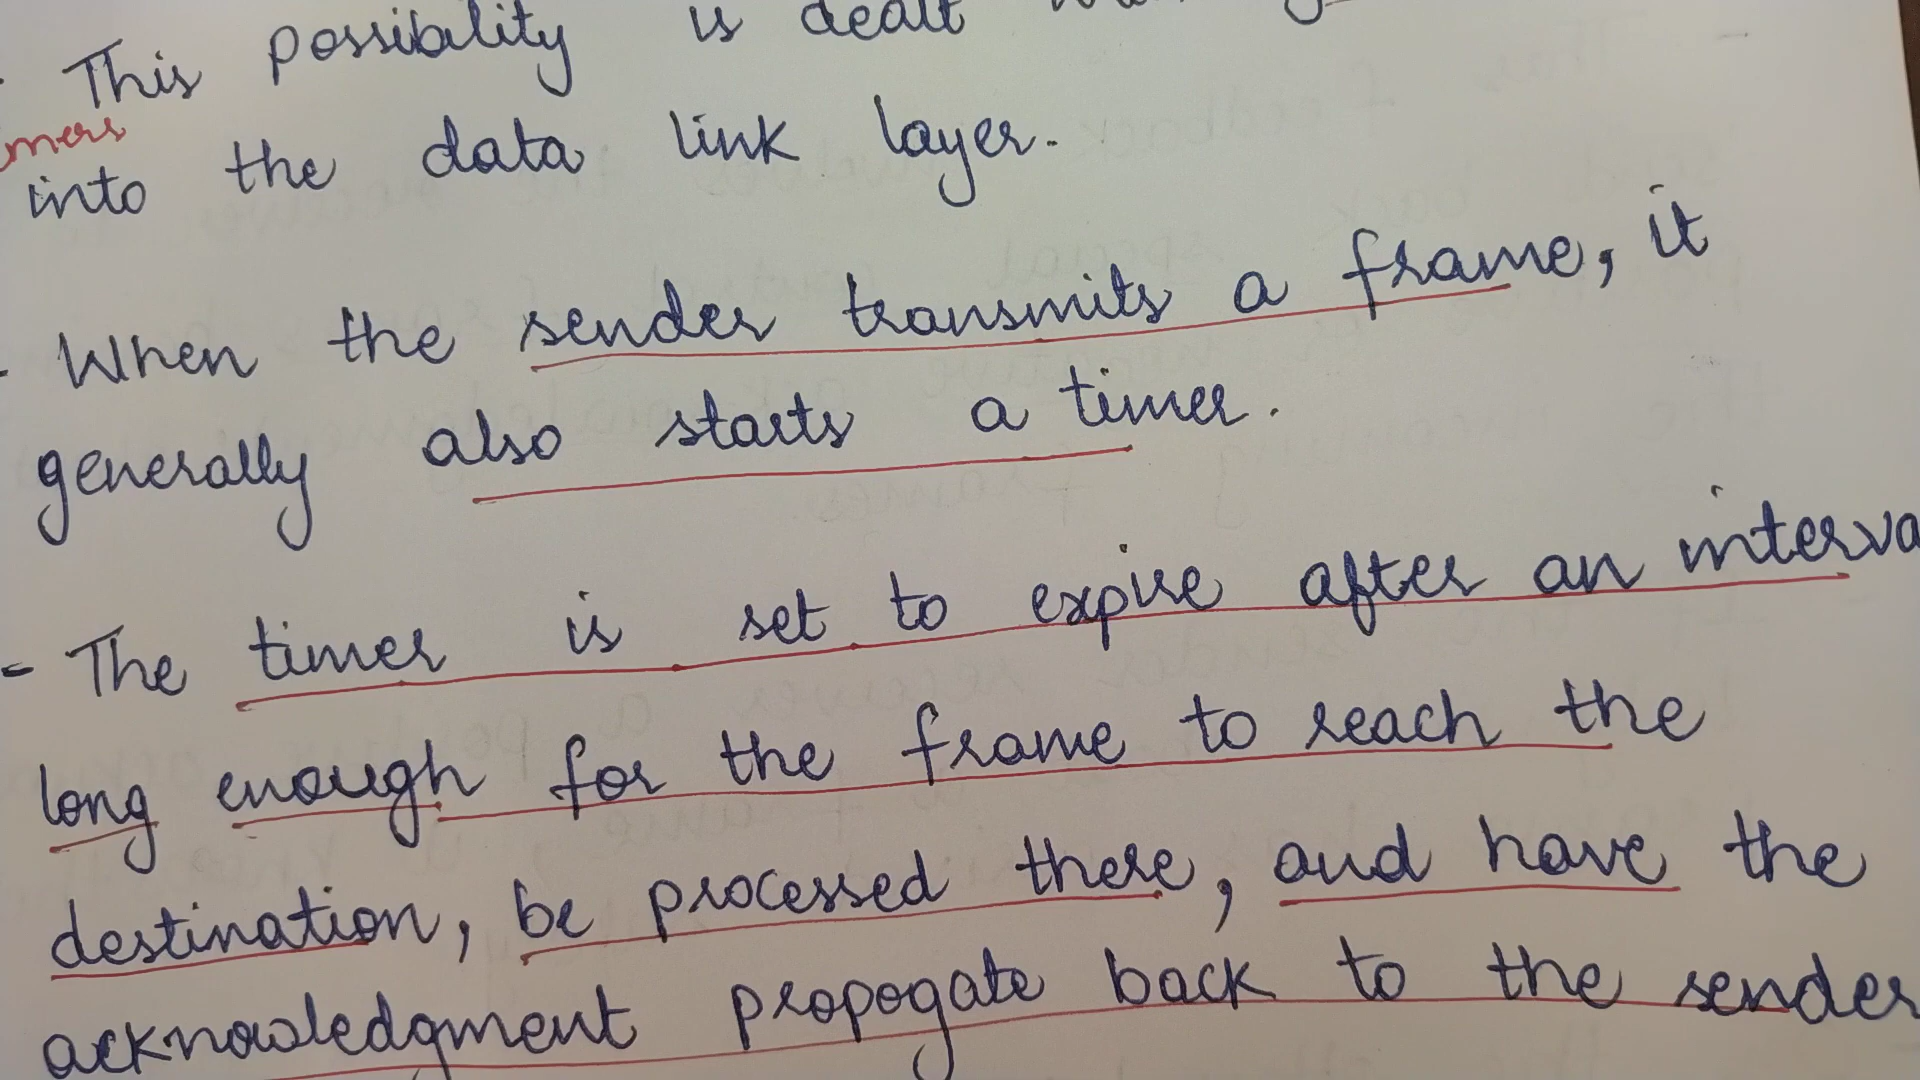 - This possibility is dealt
mers
into the data link layer.
- When the sender transmits a frame, it
generally also starts a timer.
- The timer is set to expire after an interva
long enough for the frame to reach the
destination, be processed there, and have the
acknowledgment propogate back to the sender